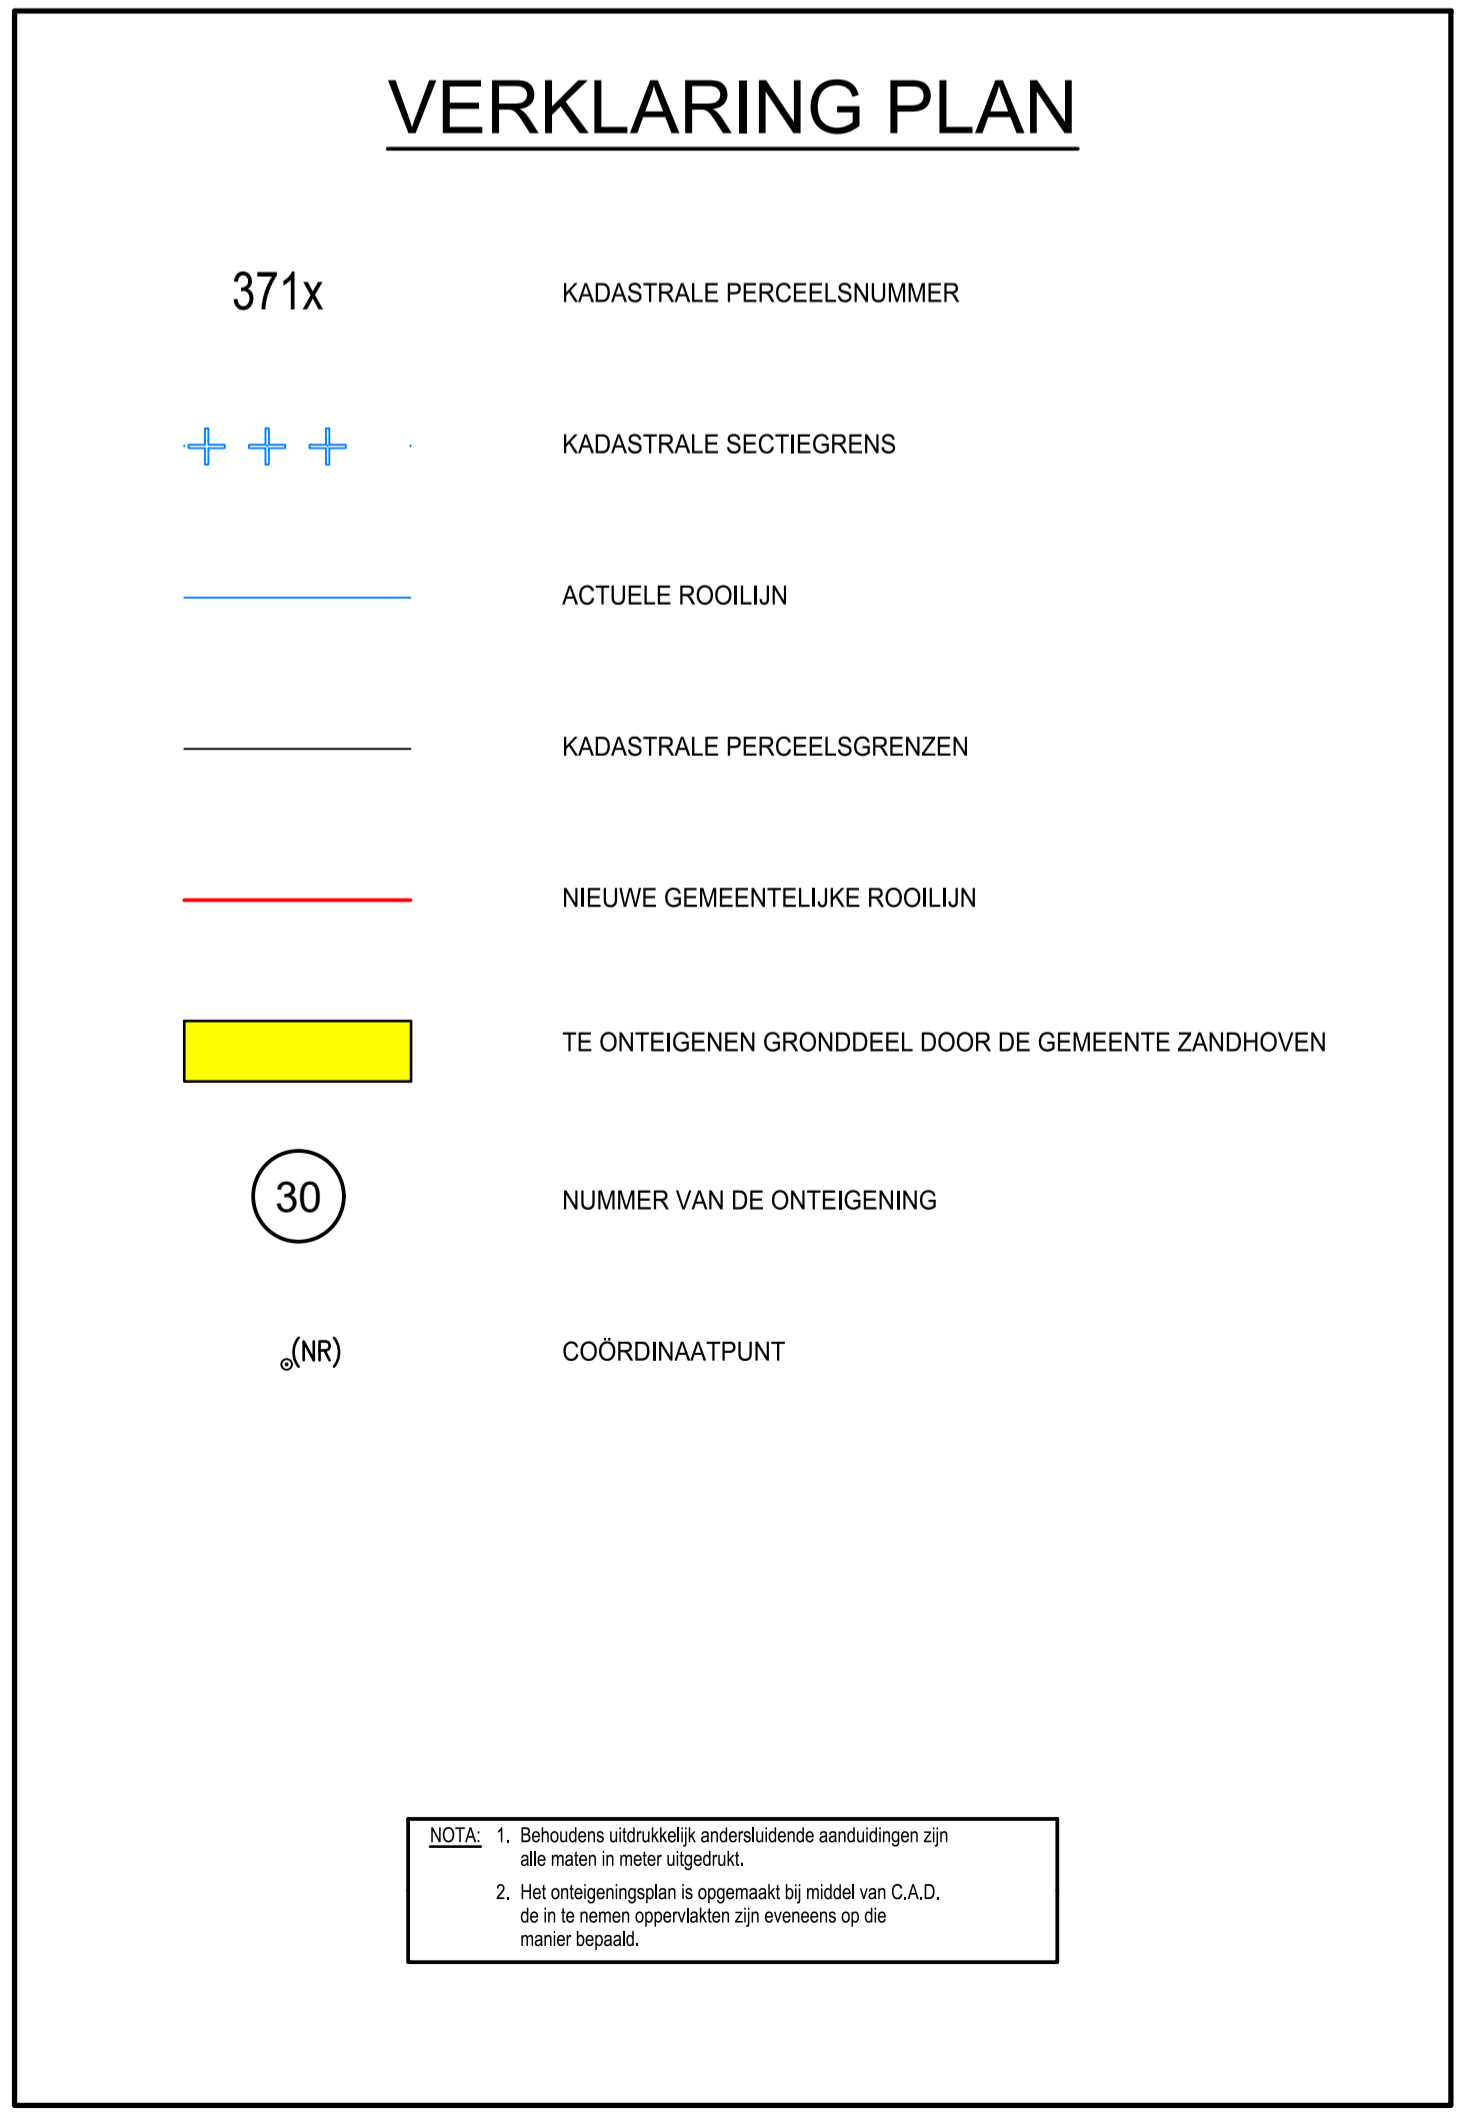 VERKLARING PLAN
371x KADASTRALE PERCEELSNUMMER
KADASTRALE SECTIEGRENS
ACTUELE ROOILIJN
KADASTRALE PERCEELSGRENZEN
NIEUWE GEMEENTELIJKE ROOILIJN
TE ONTEIGENEN GRONDDEEL DOOR DE GEMEENTE ZANDHOVEN
30 NUMMER VAN DE ONTEIGENING
(NR) COÖRDINAATPUNT
NOTA: 1. Behoudens uitdrukkelijk andersluidende aanduidingen zijn
alle maten in meter uitgedrukt.
2. Het onteigeningsplan is opgemaakt bij middel van C.A.D.
de in te nemen oppervlakten zijn eveneens op die
manier bepaald.